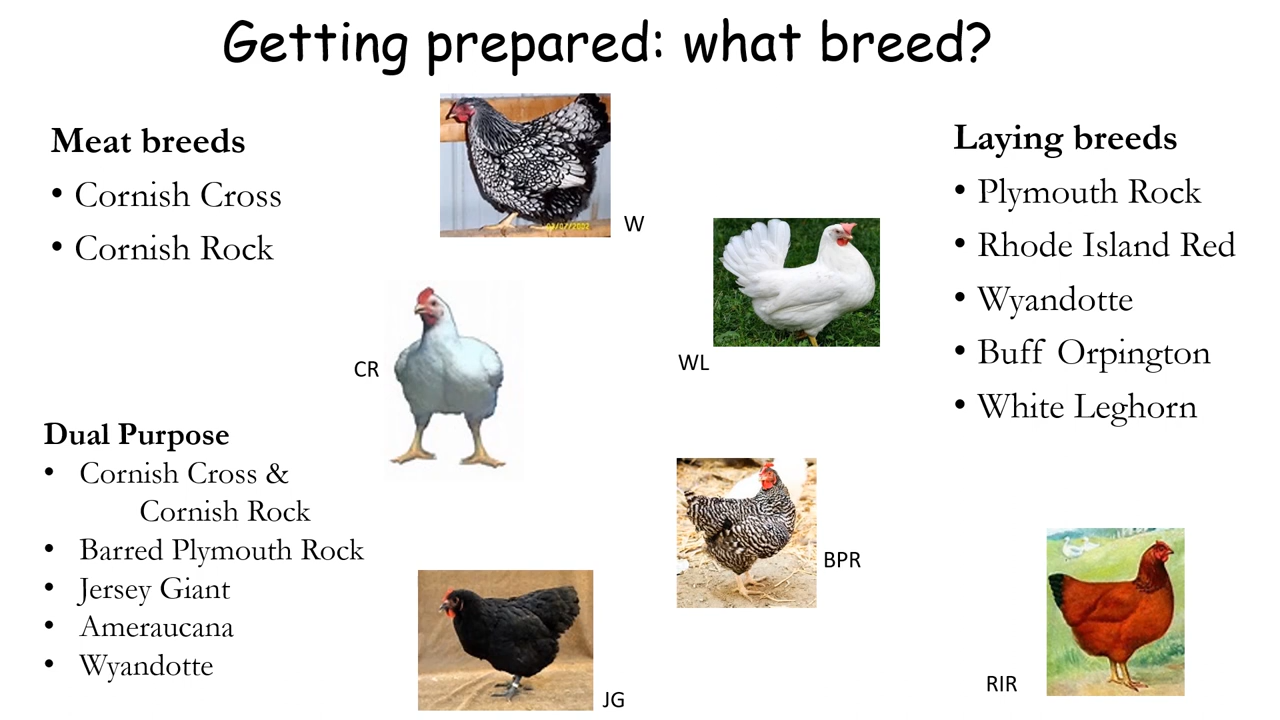 Getting prepared: what breed?
Meat breeds
• Cornish Cross
• Cornish Rock
Dual Purpose
• Cornish Cross &
Cornish Rock
• Barred Plymouth Rock
• Jersey Giant
• Ameraucana
• Wyandotte
W
CR
JG
WL
BPR
Laying breeds
• Plymouth Rock
• Rhode Island Red
• Wyandotte
• Buff Orpington
• White Leghorn
RIR